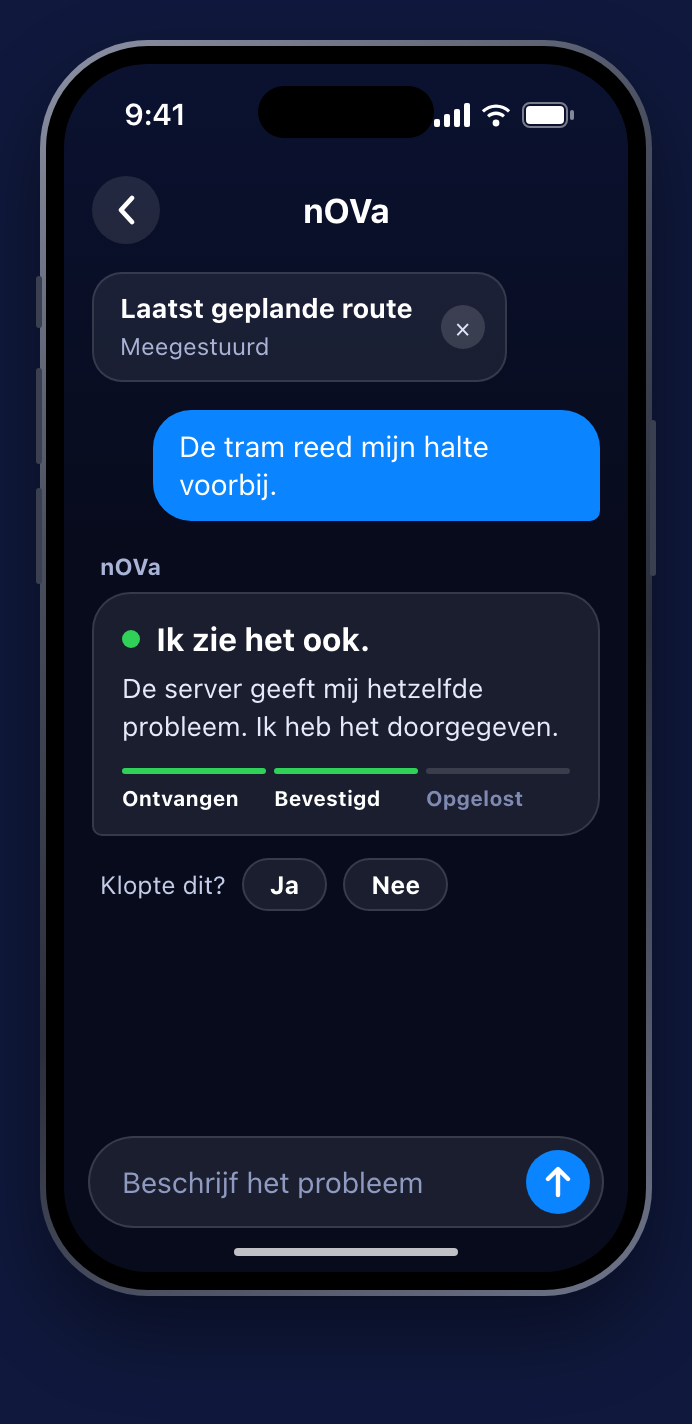 9:41
nOVa
Laatst geplande route
Meegestuurd
×
De tram reed mijn halte
voorbij.
nOVa
Ik zie het ook.
De server geeft mij hetzelfde
probleem. Ik heb het doorgegeven.
Ontvangen Bevestigd Opgelost
Klopte dit? Ja Nee
Beschrijf het probleem